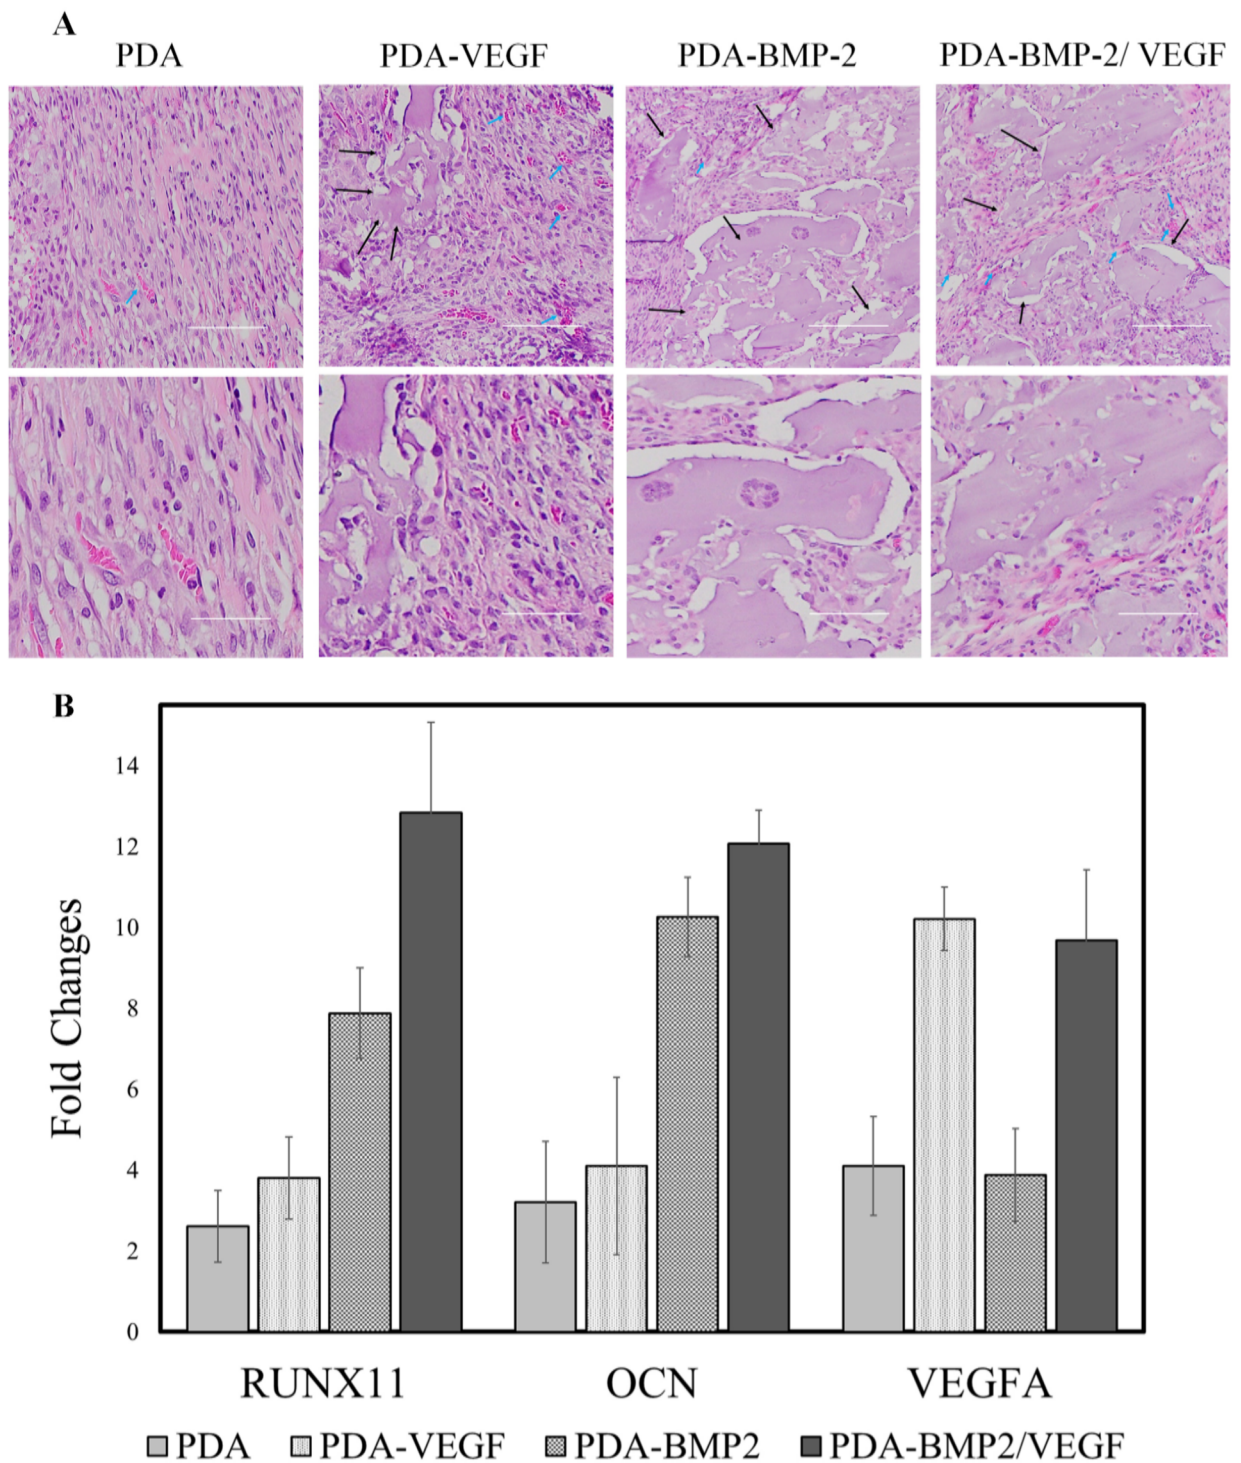 A
PDA PDA-VEGF PDA-BMP-2 PDA-BMP-2/ VEGF
B
14
12
10
8
6
4
2
0
Fold Changes
RUNX11 OCN VEGFA
PDA PDA-VEGF PDA-BMP2 PDA-BMP2/VEGF